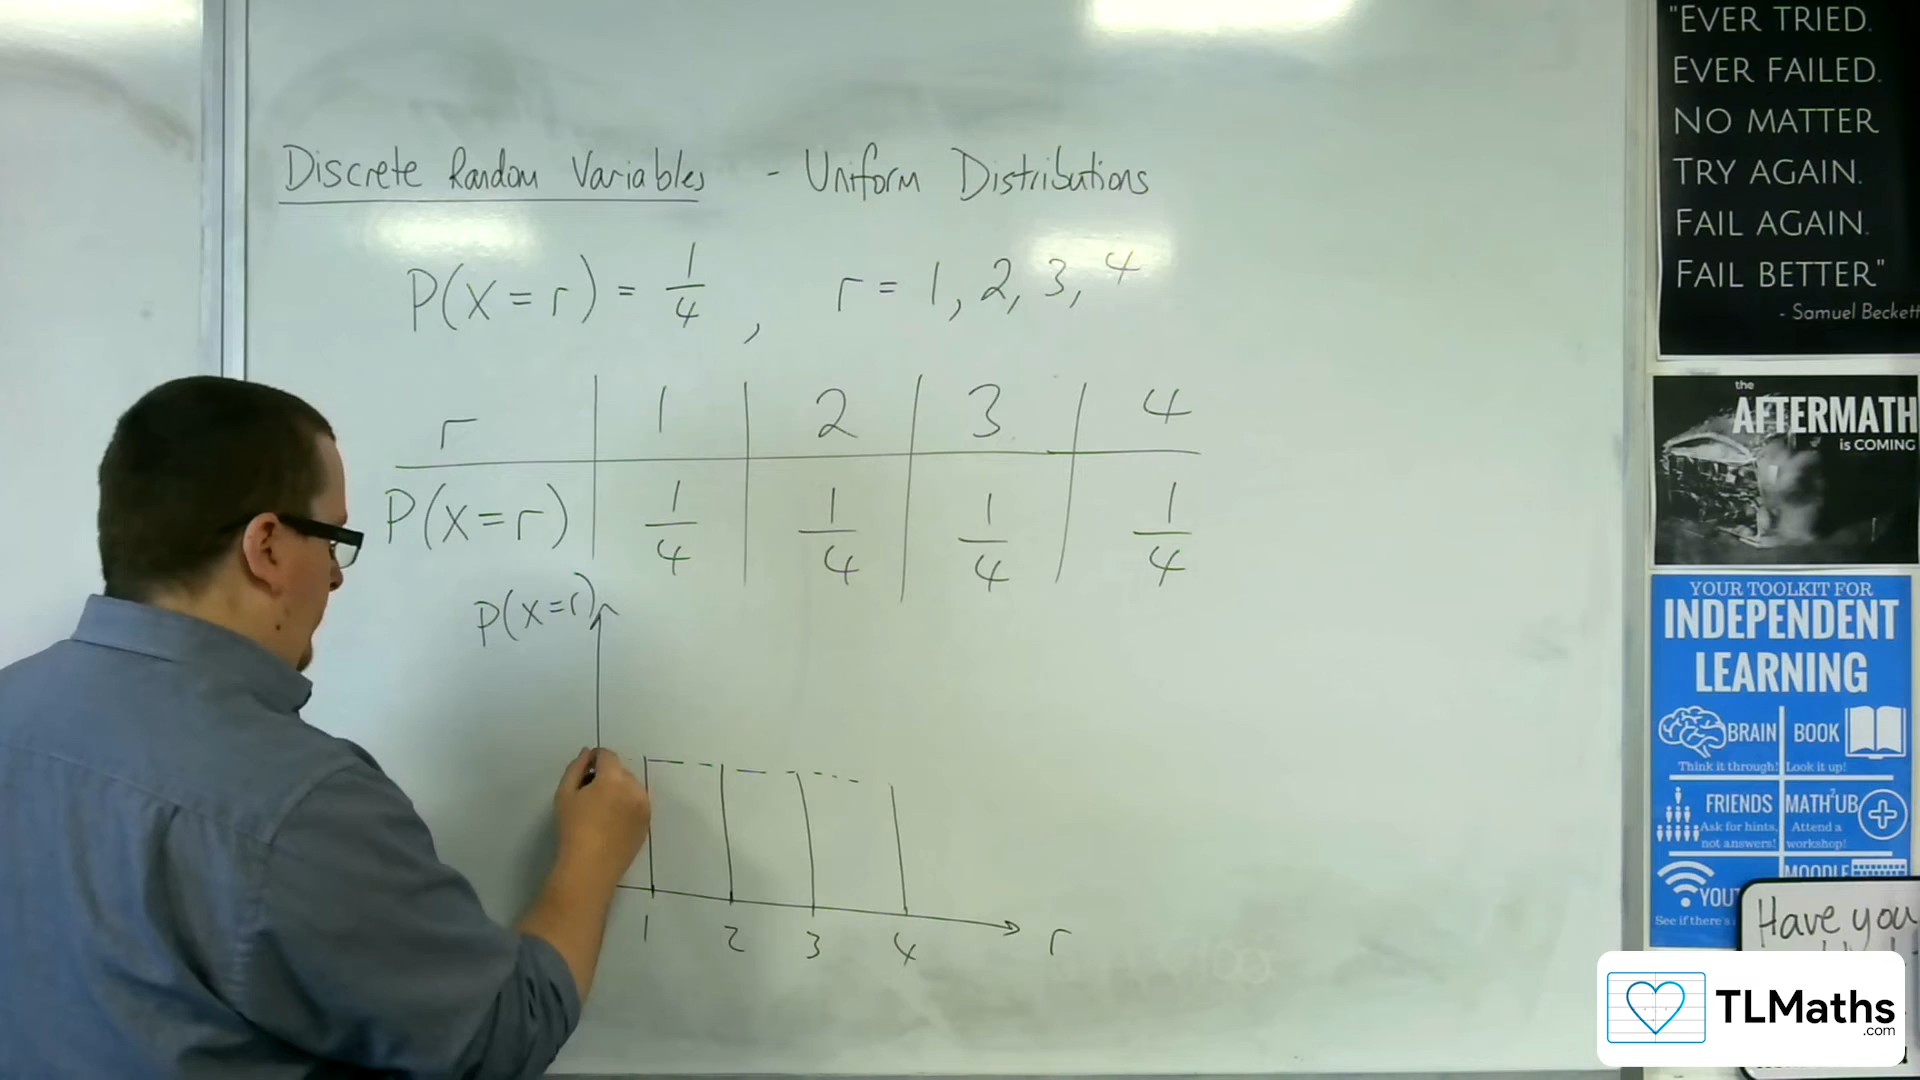 Discrete Random Variables - Uniform Distributions
P(X=r) = 1/4 , r = 1, 2, 3, 4
r 1 2 3 4
P(X=r) 1/4 1/4 1/4 1/4
P(X=r)
1 2 3 4 r
"EVER TRIED.
EVER FAILED.
NO MATTER
TRY AGAIN.
FAIL AGAIN.
FAIL BETTER"
- Samuel Beckett
the
AFTERMATH
is COMING
YOUR TOOLKIT FOR
INDEPENDENT
LEARNING
BRAIN
Think it through!
BOOK
Look it up!
FRIENDS
Ask for hints,
not answers!
MATH²UB
Attend a
workshop!
YOU
See if there's
MOODLE
Have you
TLMaths
.com